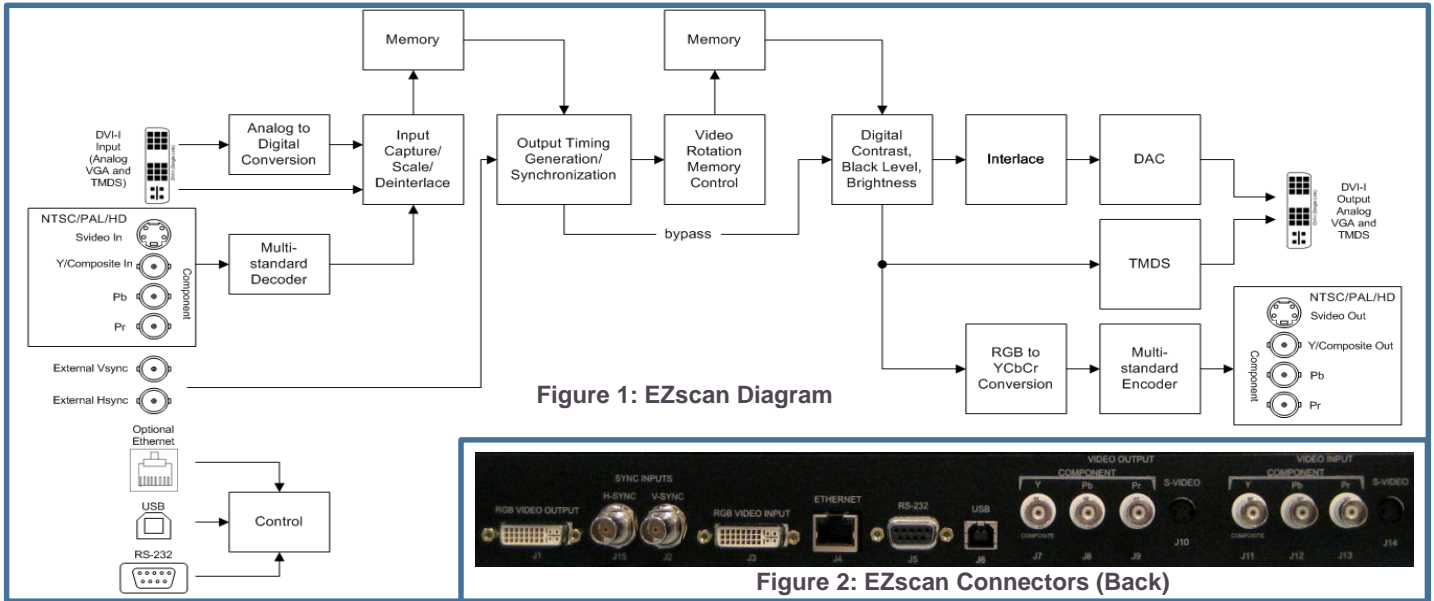 Memory
Memory
DVI-I
Input
(Analog
VGA and
TMDS)
Analog to
Digital
Conversion
Input
Capture/
Scale/
Deinterlace
Output Timing
Generation/
Synchronization
Video
Rotation
Memory
Control
Digital
Contrast,
Black Level,
Brightness
Interlace
DAC
DVI-I
Output
Analog
VGA and
TMDS
bypass
TMDS
NTSC/PAL/HD
Svideo In
Y/Composite In
Pb
Pr
Component
Multi-
standard
Decoder
RGB to
YCbCr
Conversion
Multi-
standard
Encoder
NTSC/PAL/HD
Svideo Out
Y/Composite Out
Pb
Pr
Component
External Vsync
External Hsync
Figure 1: EZscan Diagram
Optional
Ethernet
USB
RS-232
Control
RGB VIDEO OUTPUT
J1
SYNC INPUTS
H-SYNC
V-SYNC
J15
J2
RGB VIDEO INPUT
J3
ETHERNET
J4
RS-232
J5
USB
J6
VIDEO OUTPUT
COMPONENT
Y
Pb
Pr
S-VIDEO
COMPOSITE
J7
J8
J9
J10
VIDEO INPUT
COMPONENT
Y
Pb
Pr
S-VIDEO
COMPOSITE
J11
J12
J13
J14
Figure 2: EZscan Connectors (Back)